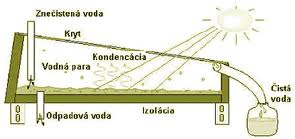 Znečistená voda
Kryt
Kondencácia
Vodná para
Čistá
voda
Odpadová voda
Izolácia